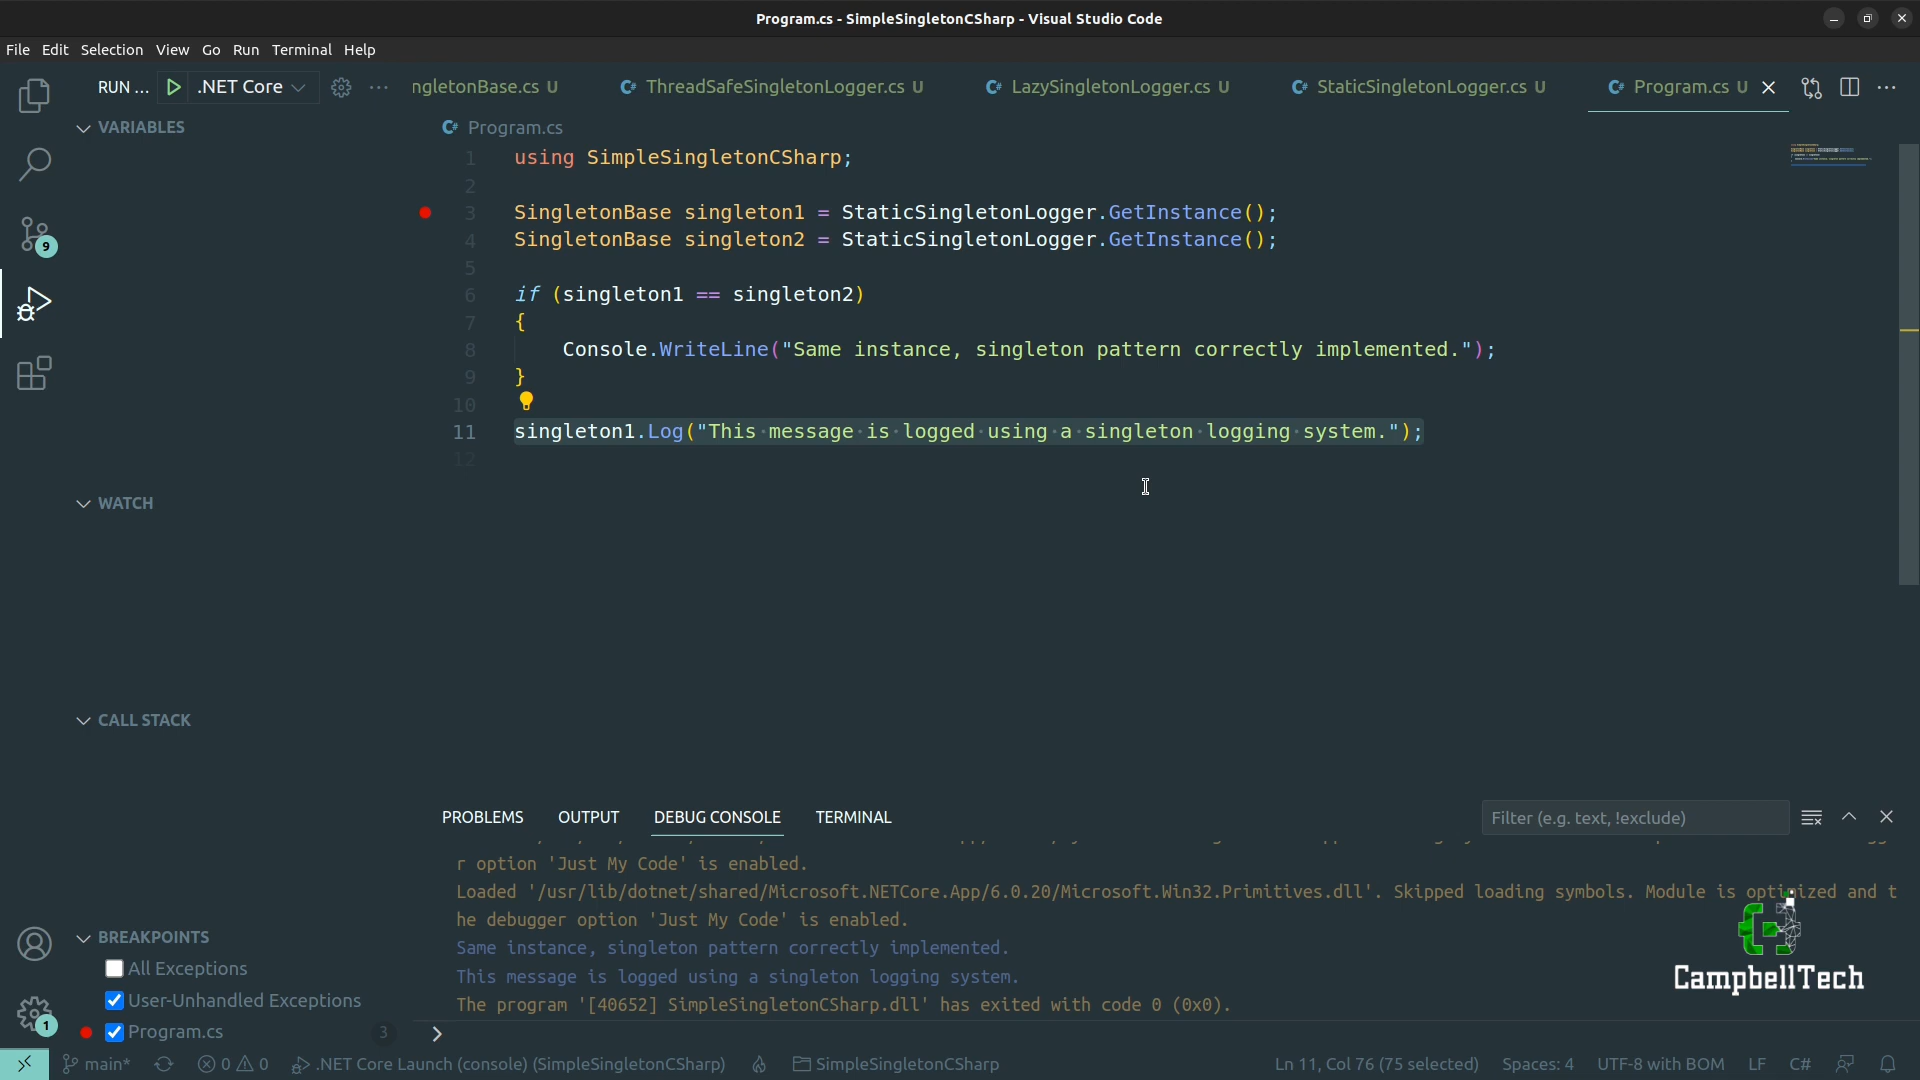 Program.cs - SimpleSingletonCSharp - Visual Studio Code
File Edit Selection View Go Run Terminal Help
RUN ... .NET Core ···
ngletonBase.cs U ThreadSafeSingletonLogger.cs U LazySingletonLogger.cs U StaticSingletonLogger.cs U Program.cs U
VARIABLES
Program.cs
1 using SimpleSingletonCSharp;
2
3 SingletonBase singleton1 = StaticSingletonLogger.GetInstance();
4 SingletonBase singleton2 = StaticSingletonLogger.GetInstance();
5
6 if (singleton1 == singleton2)
7 {
8 Console.WriteLine("Same instance, singleton pattern correctly implemented.");
9 }
10
11 singleton1.Log("This·message·is·logged·using·a·singleton·logging·system.");
12
9
WATCH
CALL STACK
PROBLEMS OUTPUT DEBUG CONSOLE TERMINAL
Filter (e.g. text, !exclude)
r option 'Just My Code' is enabled.
Loaded '/usr/lib/dotnet/shared/Microsoft.NETCore.App/6.0.20/Microsoft.Win32.Primitives.dll'. Skipped loading symbols. Module is optimized and t
he debugger option 'Just My Code' is enabled.
Same instance, singleton pattern correctly implemented.
This message is logged using a singleton logging system.
The program '[40652] SimpleSingletonCSharp.dll' has exited with code 0 (0x0).
CampbellTech
BREAKPOINTS
All Exceptions
User-Unhandled Exceptions
Program.cs 3
1
main* 0 0 .NET Core Launch (console) (SimpleSingletonCSharp) SimpleSingletonCSharp Ln 11, Col 76 (75 selected) Spaces: 4 UTF-8 with BOM LF C#